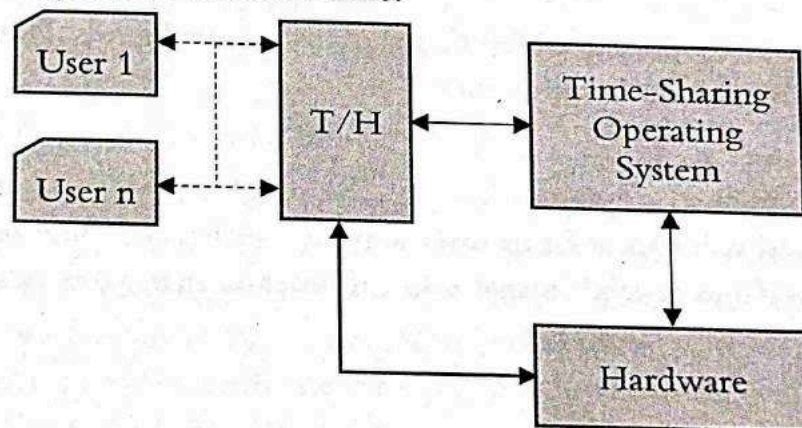 User 1
User n
T/H
Time-Sharing
Operating
System
Hardware